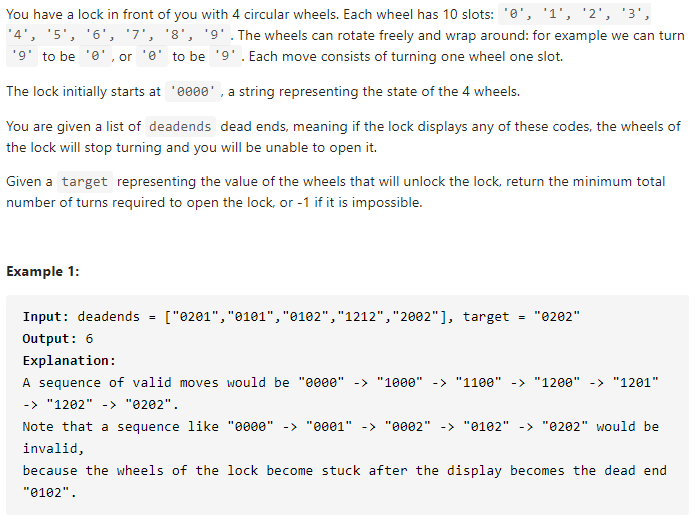 You have a lock in front of you with 4 circular wheels. Each wheel has 10 slots: '0', '1', '2', '3',
'4', '5', '6', '7', '8', '9'. The wheels can rotate freely and wrap around: for example we can turn
'9' to be '0', or '0' to be '9'. Each move consists of turning one wheel one slot.
The lock initially starts at '0000', a string representing the state of the 4 wheels.
You are given a list of deadends dead ends, meaning if the lock displays any of these codes, the wheels of
the lock will stop turning and you will be unable to open it.
Given a target representing the value of the wheels that will unlock the lock, return the minimum total
number of turns required to open the lock, or -1 if it is impossible.
Example 1:
Input: deadends = ["0201","0101","0102","1212","2002"], target = "0202"
Output: 6
Explanation:
A sequence of valid moves would be "0000" -> "1000" -> "1100" -> "1200" -> "1201"
-> "1202" -> "0202".
Note that a sequence like "0000" -> "0001" -> "0002" -> "0102" -> "0202" would be
invalid,
because the wheels of the lock become stuck after the display becomes the dead end
"0102".